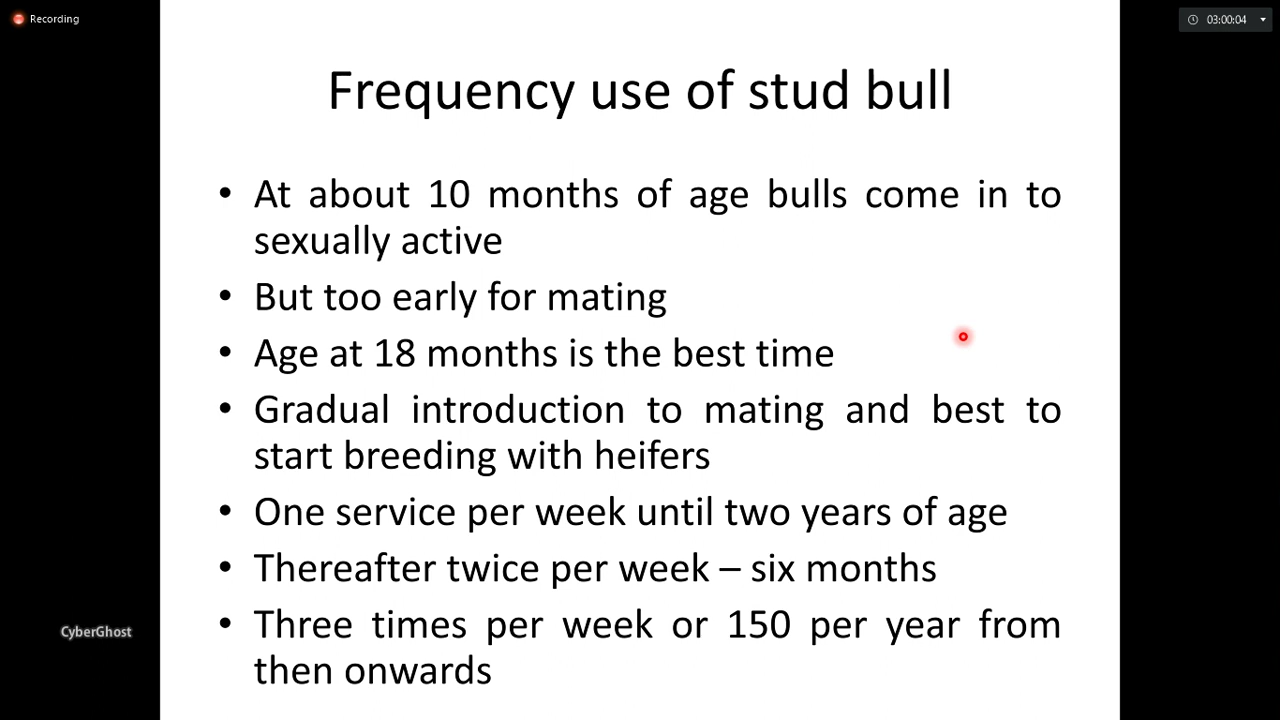 Recording
03:00:04
Frequency use of stud bull
• At about 10 months of age bulls come in to
sexually active
• But too early for mating
• Age at 18 months is the best time
• Gradual introduction to mating and best to
start breeding with heifers
• One service per week until two years of age
• Thereafter twice per week – six months
• Three times per week or 150 per year from
then onwards
CyberGhost